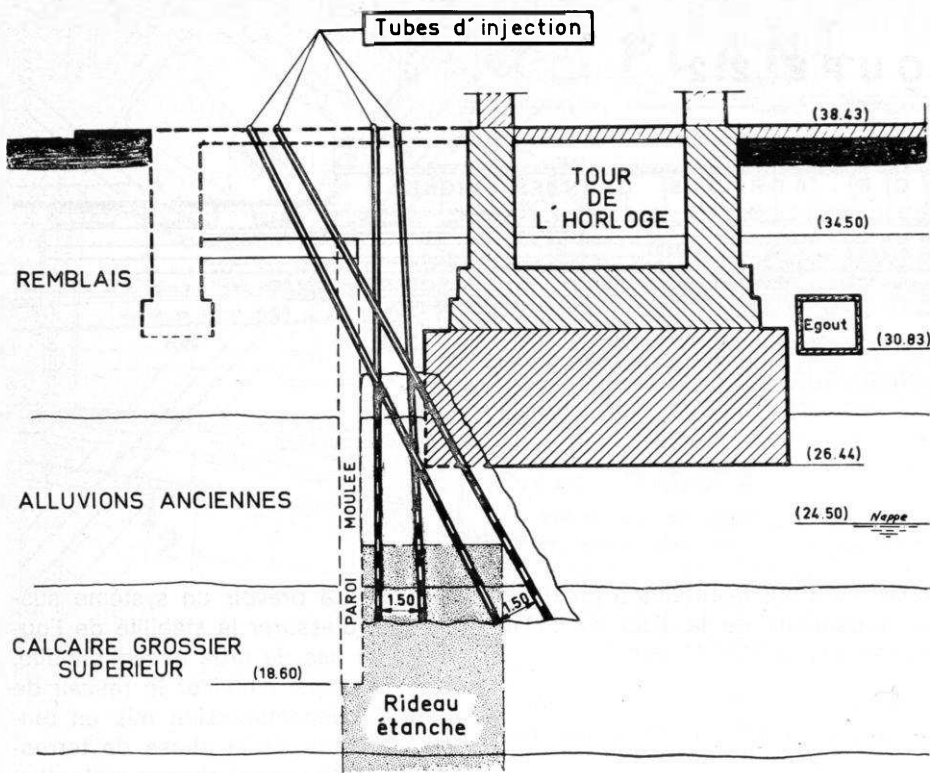 Tubes d'injection
(38.43)
TOUR
DE
L'HORLOGE
(34.50)
REMBLAIS
Egout
(30.83)
(26.44)
ALLUVIONS ANCIENNES
PAROI MOULÉE
(24.50) Nappe
1.50
1.50
CALCAIRE GROSSIER
SUPERIEUR
(18.60)
Rideau
étanche